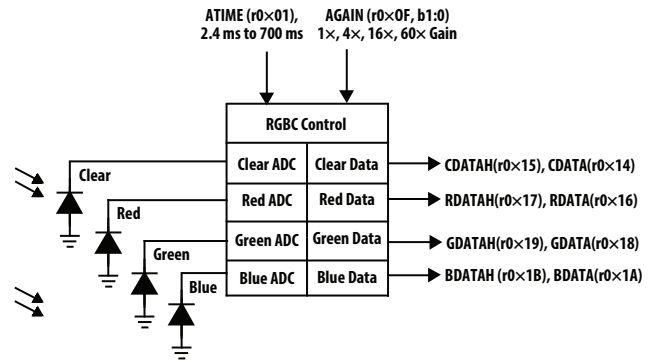 ATIME (r0×01),
2.4 ms to 700 ms
AGAIN (r0×0F, b1:0)
1×, 4×, 16×, 60× Gain
RGBC Control
Clear
Clear ADC
Clear Data
CDATAH(r0×15), CDATA(r0×14)
Red
Red ADC
Red Data
RDATAH(r0×17), RDATA(r0×16)
Green
Green ADC
Green Data
GDATAH(r0×19), GDATA(r0×18)
Blue
Blue ADC
Blue Data
BDATAH (r0×1B), BDATA(r0×1A)